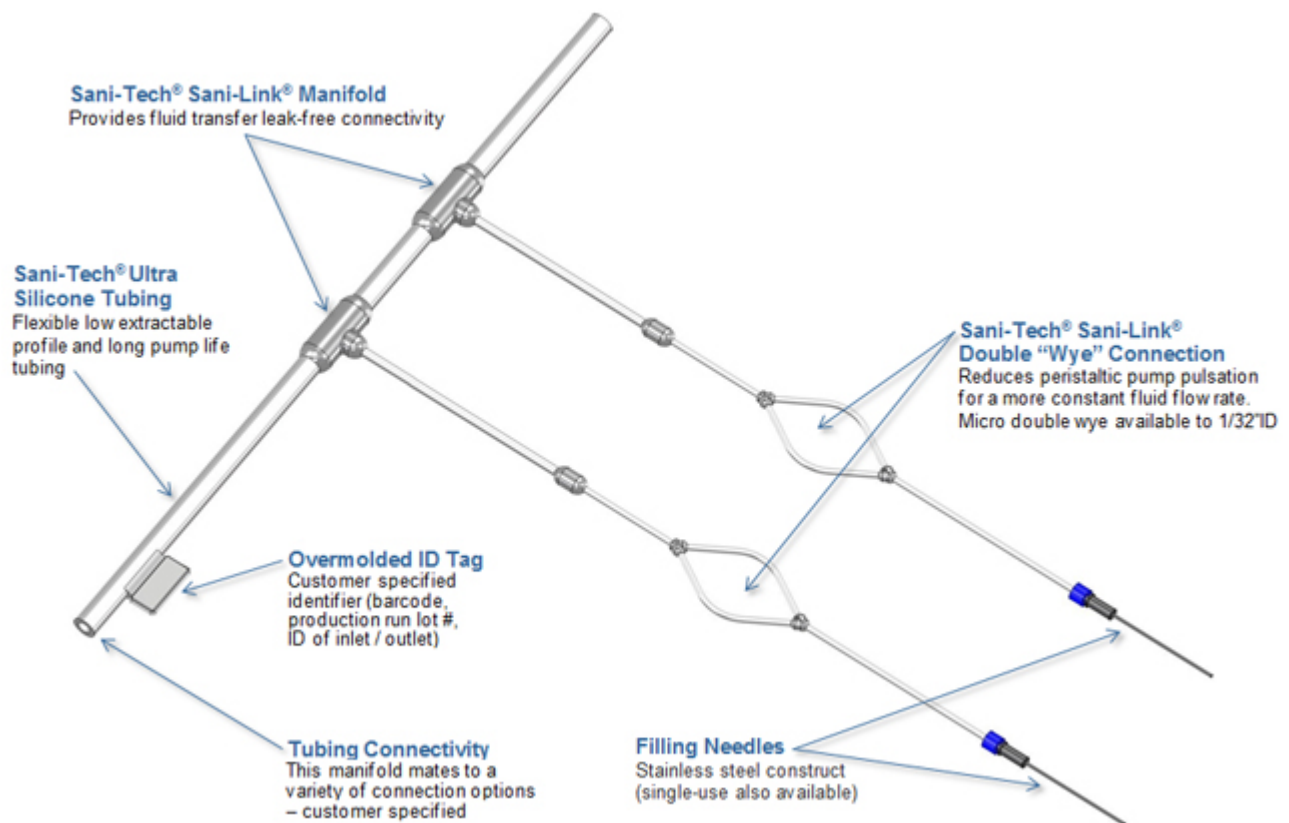 Sani-Tech® Sani-Link® Manifold
Provides fluid transfer leak-free connectivity
Sani-Tech® Ultra
Silicone Tubing
Flexible low extractable
profile and long pump life
tubing
Sani-Tech® Sani-Link®
Double “Wye” Connection
Reduces peristaltic pump pulsation
for a more constant fluid flow rate.
Micro double wye available to 1/32"ID
Overmolded ID Tag
Customer specified
identifier (barcode,
production run lot #,
ID of inlet / outlet)
Tubing Connectivity
This manifold mates to a
variety of connection options
– customer specified
Filling Needles
Stainless steel construct
(single-use also available)